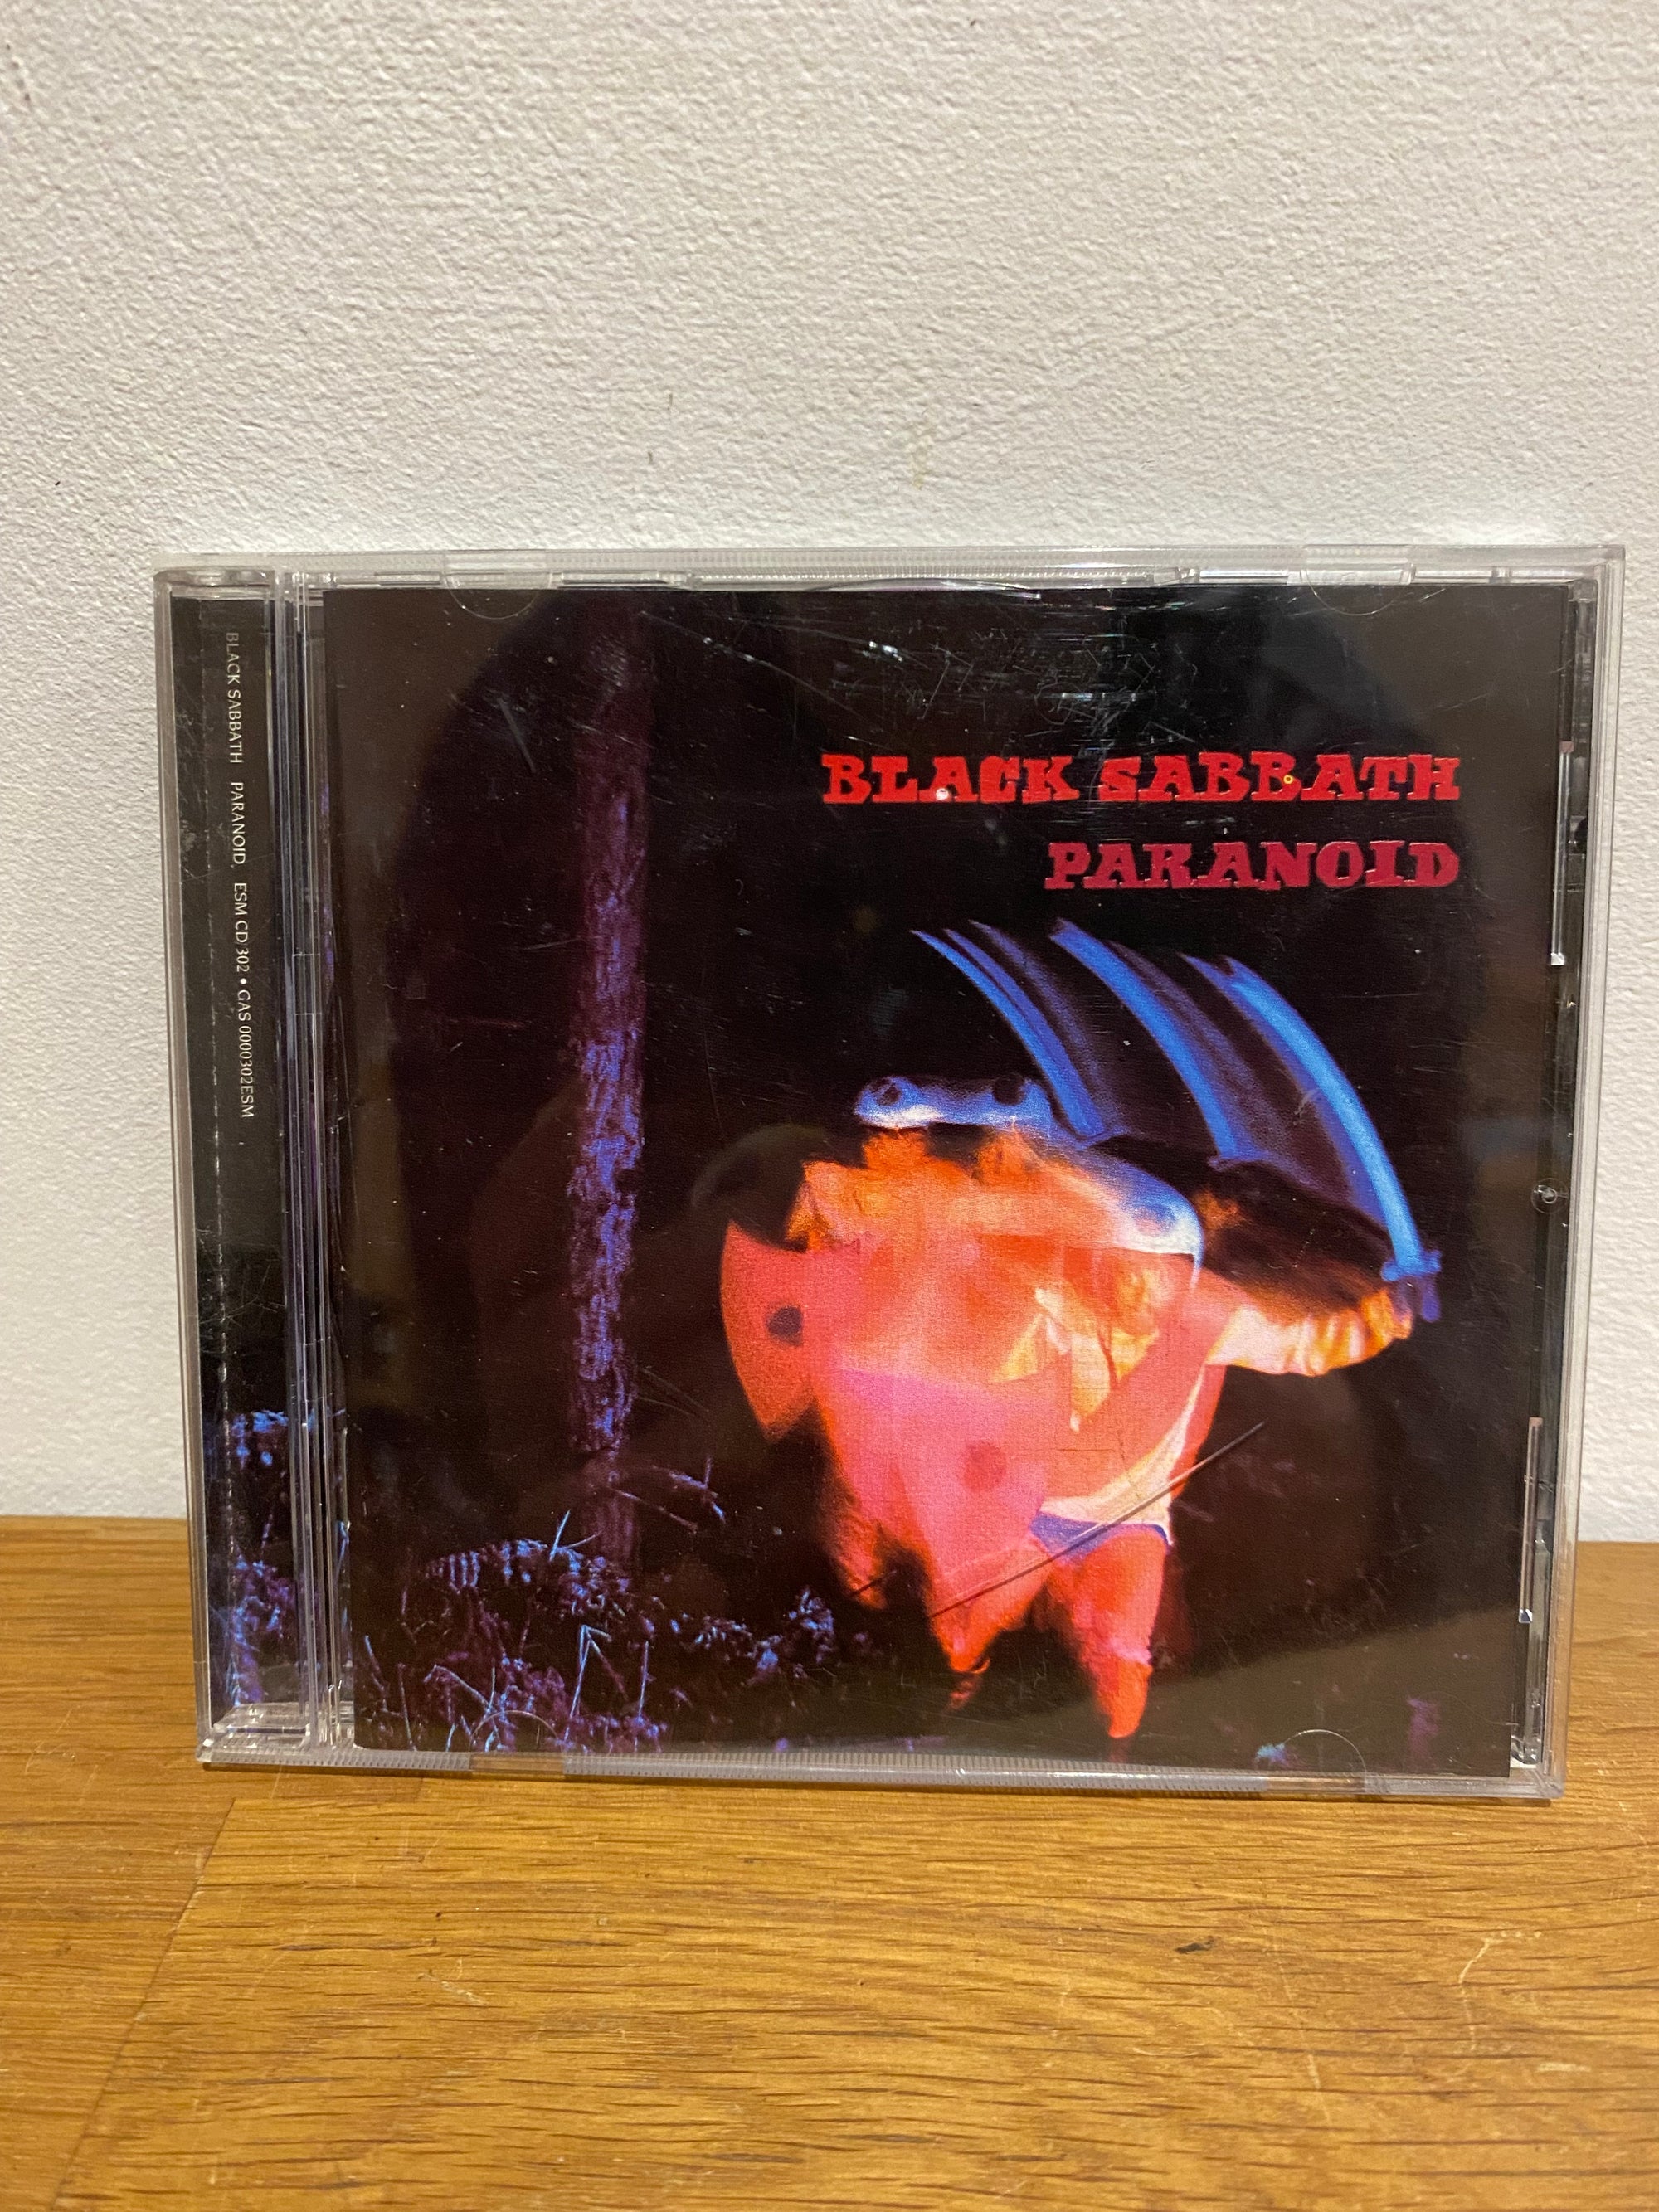 BLACK SABBATH
PARANOID
BLACK SABBATH PARANOID ESM CD 302 • GAS 0000302ESM